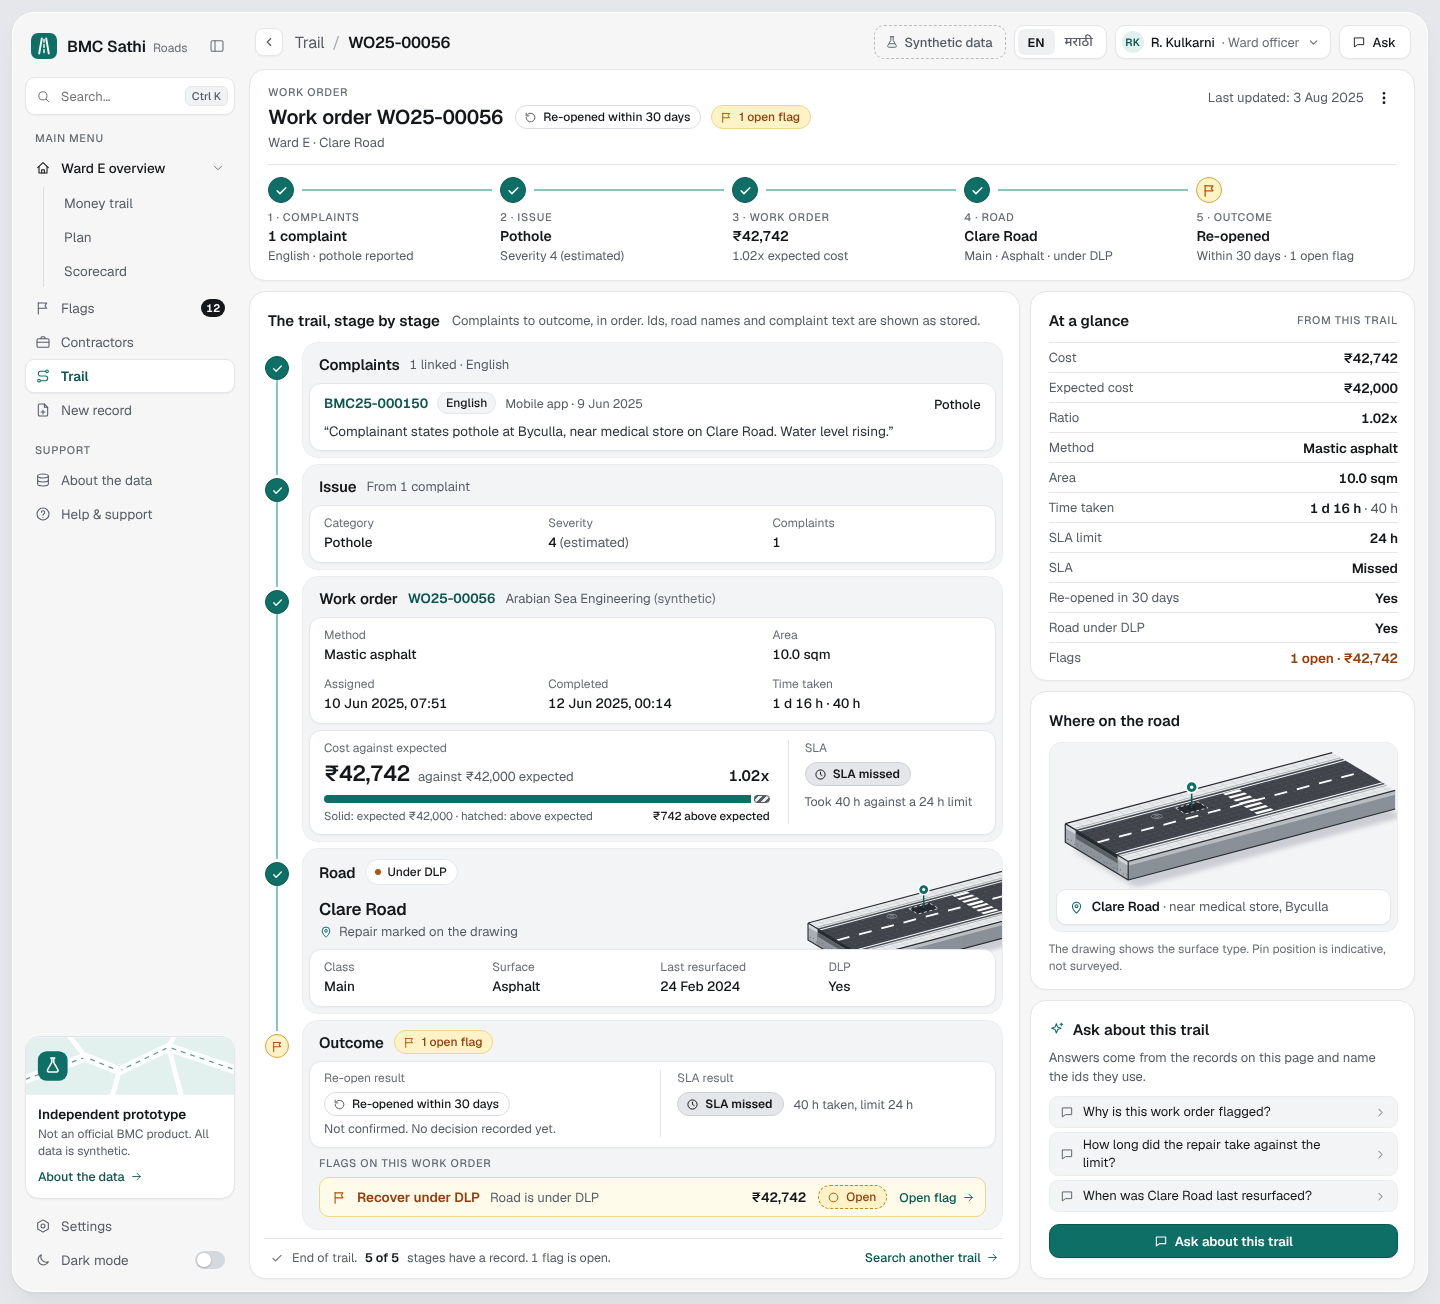 BMC Sathi Roads
Search...
Ctrl K
MAIN MENU
Ward E overview
Money trail
Plan
Scorecard
Flags
12
Contractors
Trail
New record
SUPPORT
About the data
Help & support
Independent prototype
Not an official BMC product. All
data is synthetic.
About the data →
Settings
Dark mode
Trail / WO25-00056
Synthetic data
EN
मराठी
RK R. Kulkarni · Ward officer
Ask
WORK ORDER
Work order WO25-00056
Re-opened within 30 days
1 open flag
Last updated: 3 Aug 2025
Ward E · Clare Road
1 · COMPLAINTS
1 complaint
English · pothole reported
2 · ISSUE
Pothole
Severity 4 (estimated)
3 · WORK ORDER
₹42,742
1.02x expected cost
4 · ROAD
Clare Road
Main · Asphalt · under DLP
5 · OUTCOME
Re-opened
Within 30 days · 1 open flag
The trail, stage by stage
Complaints to outcome, in order. Ids, road names and complaint text are shown as stored.
Complaints 1 linked · English
BMC25-000150 English Mobile app · 9 Jun 2025
Pothole
“Complainant states pothole at Byculla, near medical store on Clare Road. Water level rising.”
Issue From 1 complaint
Category
Pothole
Severity
4 (estimated)
Complaints
1
Work order WO25-00056 Arabian Sea Engineering (synthetic)
Method
Mastic asphalt
Area
10.0 sqm
Assigned
10 Jun 2025, 07:51
Completed
12 Jun 2025, 00:14
Time taken
1 d 16 h · 40 h
Cost against expected
₹42,742 against ₹42,000 expected
1.02x
Solid: expected ₹42,000 · hatched: above expected
₹742 above expected
SLA
SLA missed
Took 40 h against a 24 h limit
Road
Under DLP
Clare Road
Repair marked on the drawing
Class
Main
Surface
Asphalt
Last resurfaced
24 Feb 2024
DLP
Yes
Outcome
1 open flag
Re-open result
Re-opened within 30 days
Not confirmed. No decision recorded yet.
SLA result
SLA missed
40 h taken, limit 24 h
FLAGS ON THIS WORK ORDER
Recover under DLP Road is under DLP
₹42,742
Open
Open flag →
End of trail. 5 of 5 stages have a record. 1 flag is open.
Search another trail →
At a glance
FROM THIS TRAIL
Cost ₹42,742
Expected cost ₹42,000
Ratio 1.02x
Method Mastic asphalt
Area 10.0 sqm
Time taken 1 d 16 h · 40 h
SLA limit 24 h
SLA Missed
Re-opened in 30 days Yes
Road under DLP Yes
Flags 1 open · ₹42,742
Where on the road
Clare Road · near medical store, Byculla
The drawing shows the surface type. Pin position is indicative,
not surveyed.
Ask about this trail
Answers come from the records on this page and name
the ids they use.
Why is this work order flagged?
How long did the repair take against the
limit?
When was Clare Road last resurfaced?
Ask about this trail